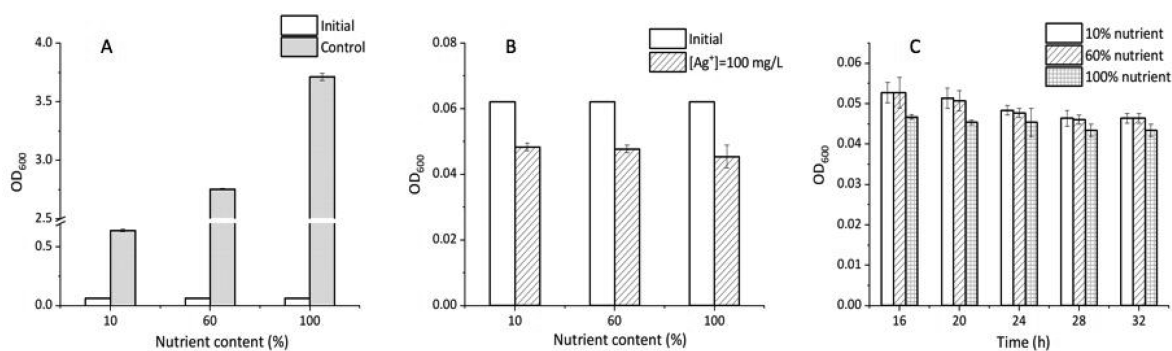 Initial
Control
A
4.0
3.5
3.0
2.5
0.5
0.0
OD600
10
60
100
Nutrient content (%)
Initial
[Ag⁺]=100 mg/L
B
0.08
0.06
0.04
0.02
0.00
OD600
10
60
100
Nutrient content (%)
10% nutrient
60% nutrient
100% nutrient
C
0.06
0.05
0.04
0.03
0.02
0.01
0.00
OD600
16
20
24
28
32
Time (h)